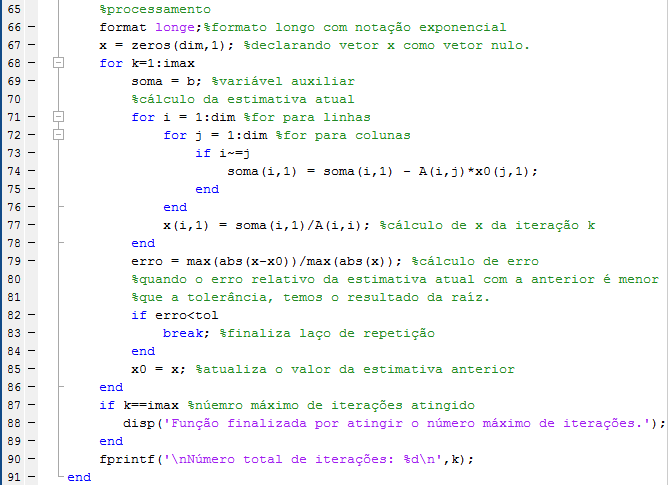 65 %processamento
66 format longe;%formato longo com notação exponencial
67 x = zeros(dim,1); %declarando vetor x como vetor nulo.
68 for k=1:imax
69 soma = b; %variável auxiliar
70 %cálculo da estimativa atual
71 for i = 1:dim %for para linhas
72 for j = 1:dim %for para colunas
73 if i~=j
74 soma(i,1) = soma(i,1) - A(i,j)*x0(j,1);
75 end
76 end
77 x(i,1) = soma(i,1)/A(i,i); %cálculo de x da iteração k
78 end
79 erro = max(abs(x-x0))/max(abs(x)); %cálculo de erro
80 %quando o erro relativo da estimativa atual com a anterior é menor
81 %que a tolerância, temos o resultado da raíz.
82 if erro<tol
83 break; %finaliza laço de repetição
84 end
85 x0 = x; %atualiza o valor da estimativa anterior
86 end
87 if k==imax %núemro máximo de iterações atingido
88 disp('Função finalizada por atingir o número máximo de iterações.');
89 end
90 fprintf('\nNúmero total de iterações: %d\n',k);
91 end